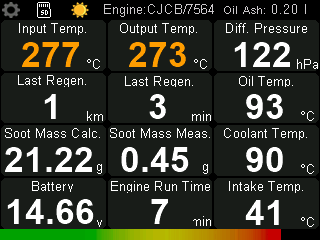 SD Engine:CJCB/7564 Oil Ash: 0.20 l
Input Temp. Output Temp. Diff. Pressure
277 °C 273 °C 122 hPa
Last Regen. Last Regen. Oil Temp.
1 km 3 min 93 °C
Soot Mass Calc. Soot Mass Meas. Coolant Temp.
21.22 g 0.45 g 90 °C
Battery Engine Run Time Intake Temp.
14.66 v 7 min 41 °C